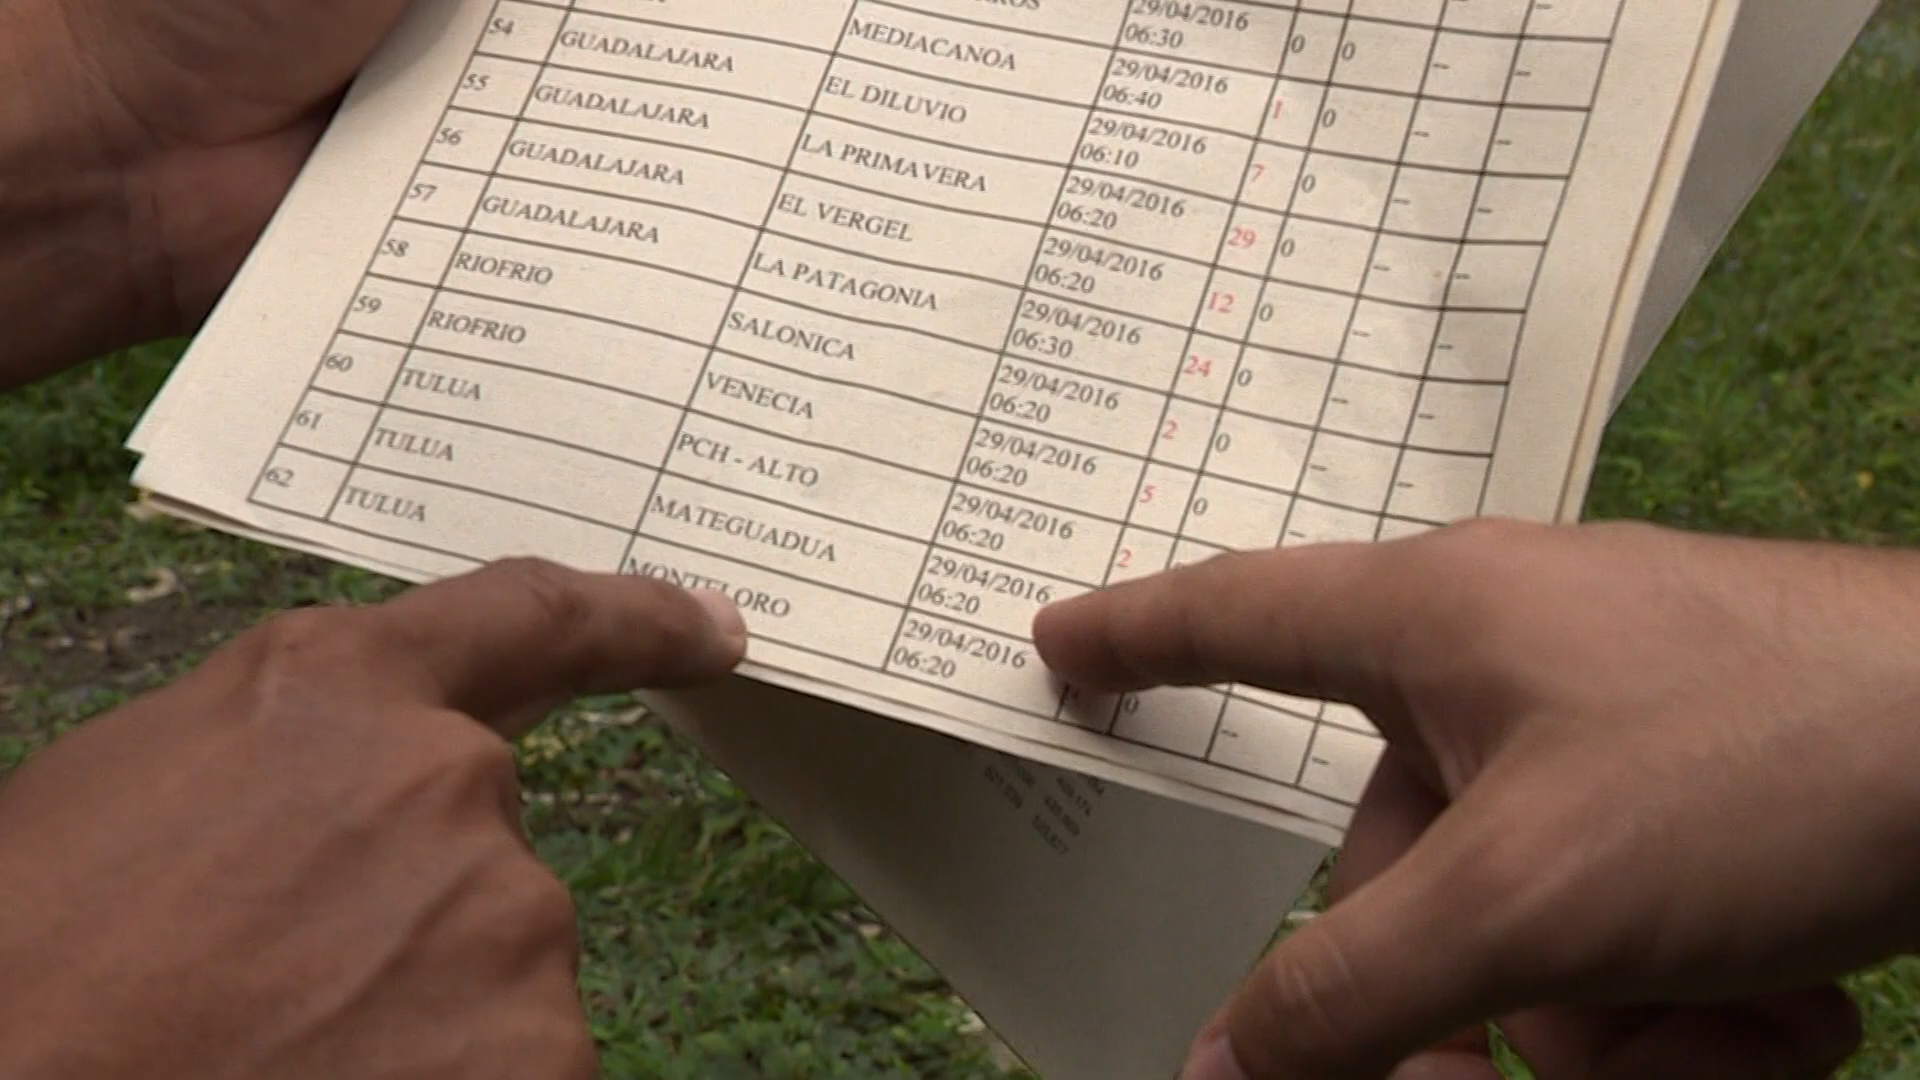 29/04/2016
06:30 0 0 -- --
MEDIACANOA 29/04/2016
06:40 1 0 -- --
54 GUADALAJARA EL DILUVIO 29/04/2016
06:10 7 0 -- --
55 GUADALAJARA LA PRIMAVERA 29/04/2016
06:20 29 0 -- --
56 GUADALAJARA EL VERGEL 29/04/2016
06:20 12 0 -- --
57 GUADALAJARA LA PATAGONIA 29/04/2016
06:30 24 0 -- --
58 RIOFRIO SALONICA 29/04/2016
06:20 2 0 -- --
59 RIOFRIO VENECIA 29/04/2016
06:20 5 0 --
60 TULUA PCH - ALTO 29/04/2016
06:20 2
61 TULUA MATEGUADUA 29/04/2016
06:20
62 TULUA MONTELORO 29/04/2016
06:20 0 -- --